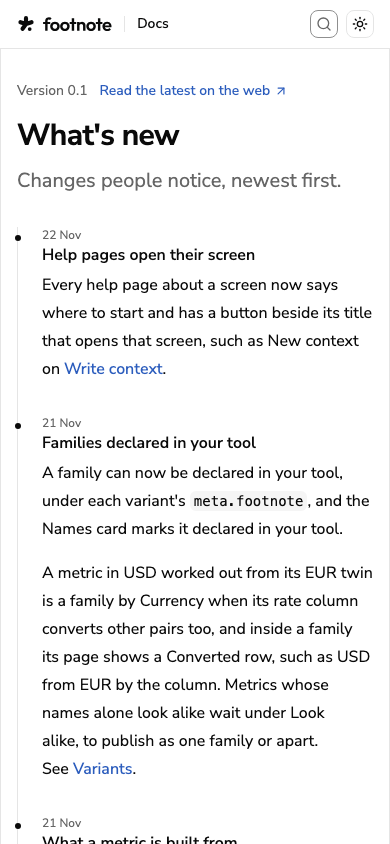 footnote
Docs
Version 0.1
Read the latest on the web ↗
What's new
Changes people notice, newest first.
22 Nov
Help pages open their screen
Every help page about a screen now says
where to start and has a button beside its title
that opens that screen, such as New context
on Write context.
21 Nov
Families declared in your tool
A family can now be declared in your tool,
under each variant's meta.footnote, and the
Names card marks it declared in your tool.
A metric in USD worked out from its EUR twin
is a family by Currency when its rate column
converts other pairs too, and inside a family
its page shows a Converted row, such as USD
from EUR by the column. Metrics whose
names alone look alike wait under Look
alike, to publish as one family or apart.
See Variants.
21 Nov
What a metric is built from